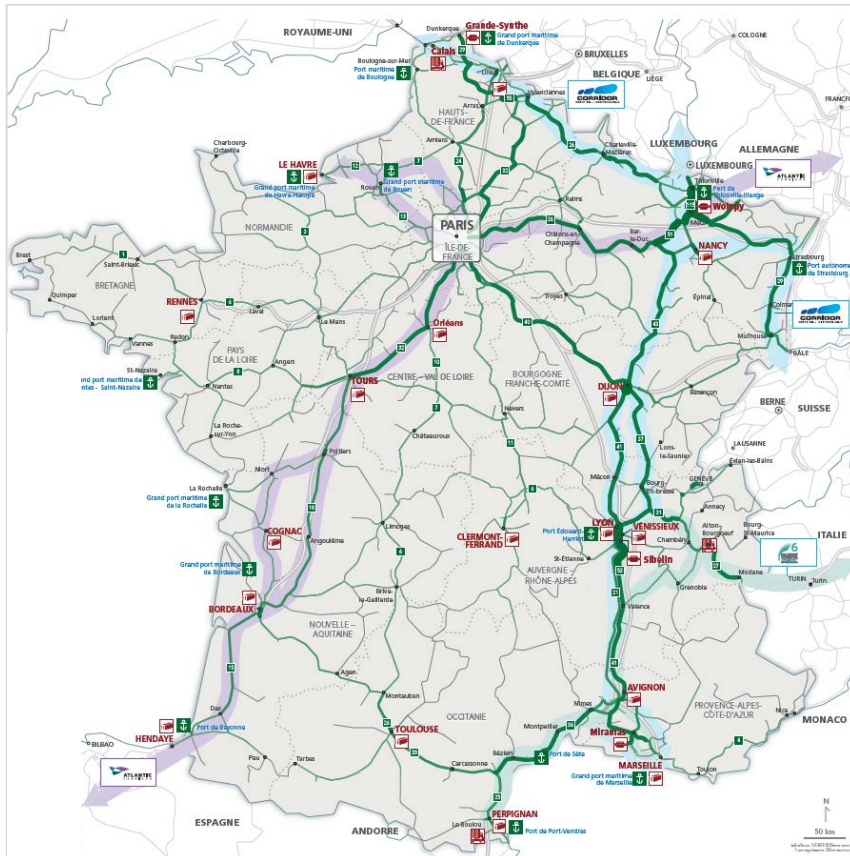 ROYAUME-UNI
Dunkerque
Grande-Synthe
Grand port maritime
de Dunkerque
COLOGNE
Calais
BRUXELLES
Boulogne-sur-Mer
Port maritime
de Boulogne
Lille
BELGIQUE
LIÈGE
Valenciennes
CORRIDOR
HAUTS-
DE-FRANCE
Arras
LUXEMBOURG
ALLEMAGNE
Cherbourg-
Octeville
Amiens
Charleville-
Mézières
LUXEMBOURG
ATLANTIC
LE HAVRE
Grand port maritime
du Havre-Haropa
Rouen
Grand port maritime
de Rouen
Thionville
Port de
Thionville-Illange
Woippy
Reims
Metz
NORMANDIE
PARIS
ÎLE-DE-
FRANCE
Châlons-en-
Champagne
Bar-
le-Duc
NANCY
Strasbourg
Port autonome
de Strasbourg
Brest
Saint-Brieuc
BRETAGNE
Quimper
RENNES
Laval
Le Mans
Troyes
Épinal
Colmar
CORRIDOR
Lorient
Vannes
Redon
Orléans
Mulhouse
BÂLE
PAYS
DE LA LOIRE
Angers
St-Nazaire
Nantes
TOURS
CENTRE – VAL DE LOIRE
BOURGOGNE
FRANCHE-COMTÉ
DIJON
Besançon
BERNE
SUISSE
La Roche-
sur-Yon
Châteauroux
Nevers
Lons-
le-Saunier
LAUSANNE
Évian-les-Bains
Poitiers
Niort
Mâcon
Bourg-
en-Bresse
GENÈVE
La Rochelle
Grand port maritime
de la Rochelle
Annecy
COGNAC
Angoulême
Limoges
CLERMONT-
FERRAND
LYON
Port Édouard-
Herriot
VÉNISSIEUX
Aiton-
Bourgneuf
Bourg-
St-Maurice
ITALIE
Chambéry
St-Étienne
Sibelin
6
Modane
TURIN
Turin
Grand port maritime
de Bordeaux
AUVERGNE –
RHÔNE-ALPES
Grenoble
Brive-
la-Gaillarde
BORDEAUX
Valence
NOUVELLE –
AQUITAINE
Agen
Montauban
AVIGNON
PROVENCE-ALPES-
CÔTE-D'AZUR
MONACO
Nice
Dax
OCCITANIE
Nîmes
HENDAYE
Port de Bayonne
TOULOUSE
Montpellier
Miramas
BILBAO
Pau
Tarbes
Carcassonne
Béziers
Port de Sète
MARSEILLE
Grand port maritime
de Marseille
Toulon
ATLANTIC
PERPIGNAN
ESPAGNE
ANDORRE
Le Boulou
Port de Port-Vendres
N
50 km